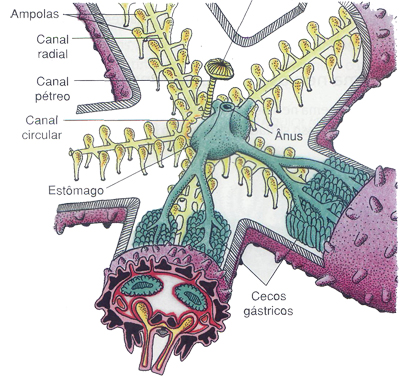 Ampolas
Canal
radial
Canal
pétreo
Canal
circular
Ânus
Estômago
Cecos
gástricos